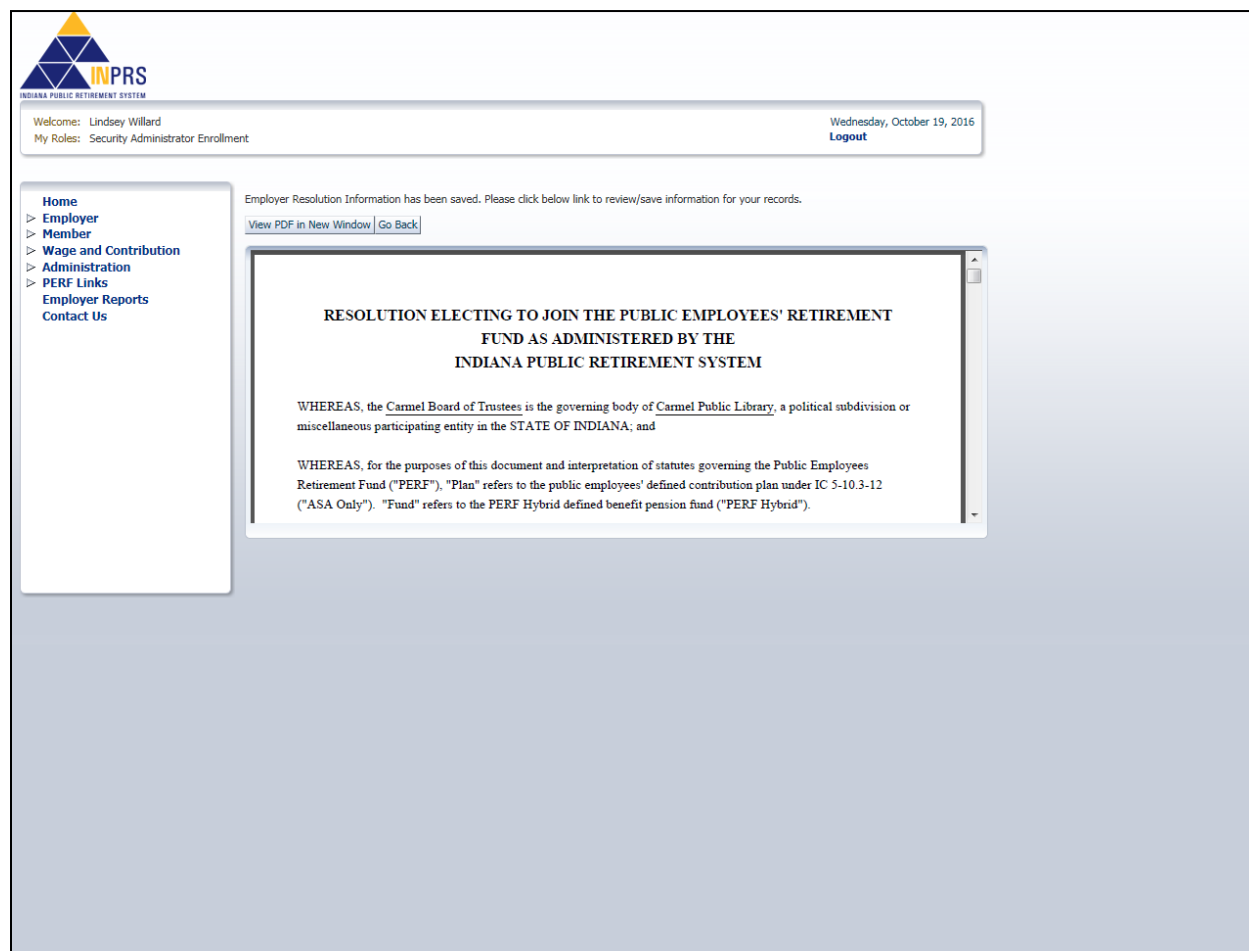 INPRS
INDIANA PUBLIC RETIREMENT SYSTEM
Welcome: Lindsey Willard
Wednesday, October 19, 2016
My Roles: Security Administrator Enrollment
Logout
Home
Employer
Member
Wage and Contribution
Administration
PERF Links
Employer Reports
Contact Us
Employer Resolution Information has been saved. Please click below link to review/save information for your records.
View PDF in New Window Go Back
RESOLUTION ELECTING TO JOIN THE PUBLIC EMPLOYEES' RETIREMENT
FUND AS ADMINISTERED BY THE
INDIANA PUBLIC RETIREMENT SYSTEM
WHEREAS, the Carmel Board of Trustees is the governing body of Carmel Public Library, a political subdivision or
miscellaneous participating entity in the STATE OF INDIANA; and
WHEREAS, for the purposes of this document and interpretation of statutes governing the Public Employees
Retirement Fund ("PERF"), "Plan" refers to the public employees' defined contribution plan under IC 5-10.3-12
("ASA Only"). "Fund" refers to the PERF Hybrid defined benefit pension fund ("PERF Hybrid").